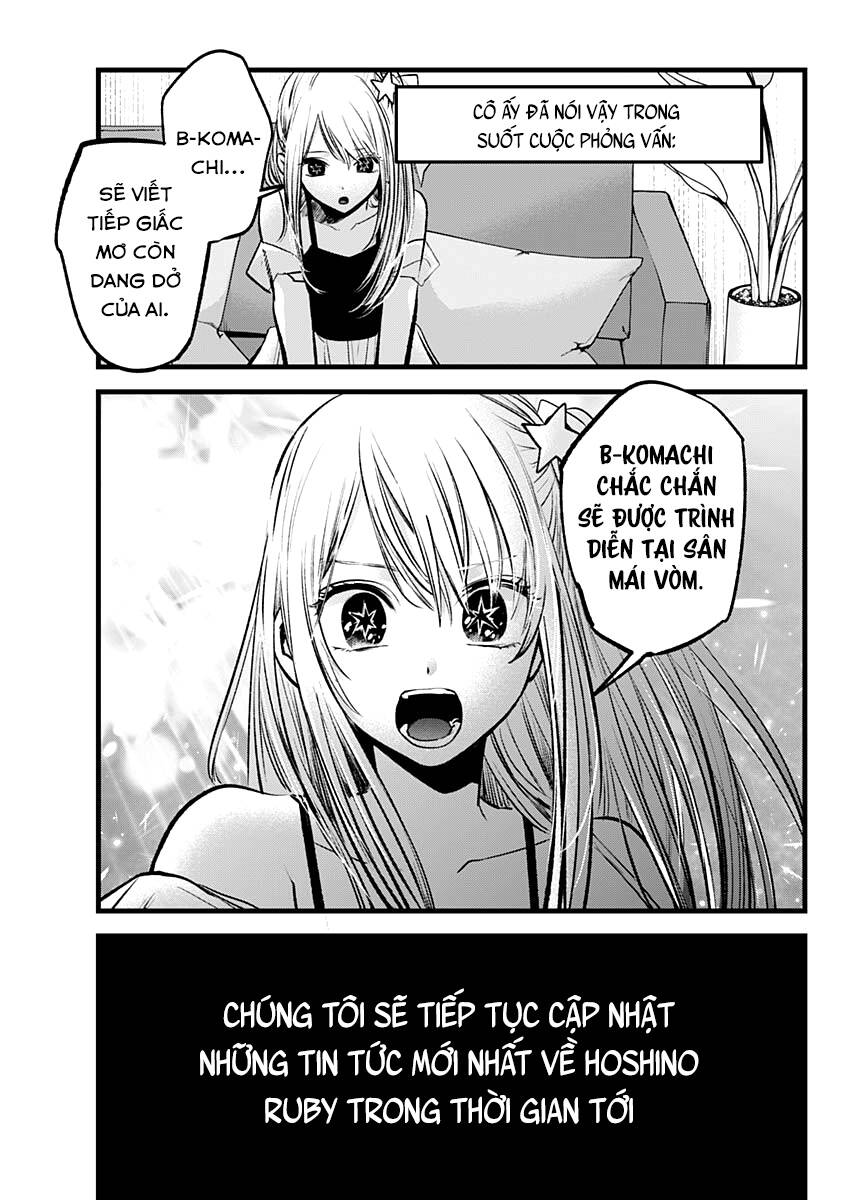 CÔ ẤY ĐÃ NÓI VẬY TRONG
SUỐT CUỘC PHỎNG VẤN:
B-KOMA-
CHI...
SẼ VIẾT
TIẾP GIẤC
MƠ CÒN
DANG DỞ
CỦA AI.
B-KOMACHI
CHẮC CHẮN
SẼ ĐƯỢC TRÌNH
DIỄN TẠI SÂN
MÁI VÒM.
CHÚNG TÔI SẼ TIẾP TỤC CẬP NHẬT
NHỮNG TIN TỨC MỚI NHẤT VỀ HOSHINO
RUBY TRONG THỜI GIAN TỚI